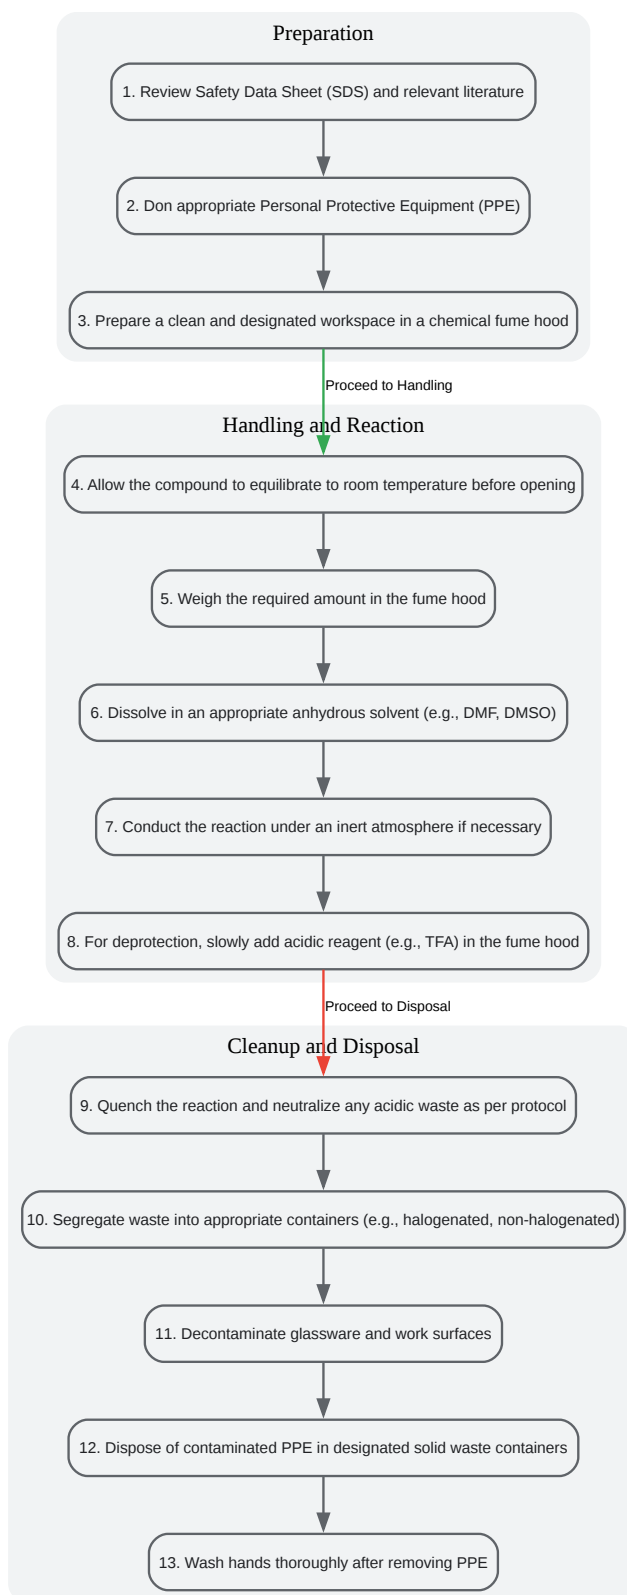 Preparation
1. Review Safety Data Sheet (SDS) and relevant literature
2. Don appropriate Personal Protective Equipment (PPE)
3. Prepare a clean and designated workspace in a chemical fume hood
Proceed to Handling
Handling and Reaction
4. Allow the compound to equilibrate to room temperature before opening
5. Weigh the required amount in the fume hood
6. Dissolve in an appropriate anhydrous solvent (e.g., DMF, DMSO)
7. Conduct the reaction under an inert atmosphere if necessary
8. For deprotection, slowly add acidic reagent (e.g., TFA) in the fume hood
Proceed to Disposal
Cleanup and Disposal
9. Quench the reaction and neutralize any acidic waste as per protocol
10. Segregate waste into appropriate containers (e.g., halogenated, non-halogenated)
11. Decontaminate glassware and work surfaces
12. Dispose of contaminated PPE in designated solid waste containers
13. Wash hands thoroughly after removing PPE